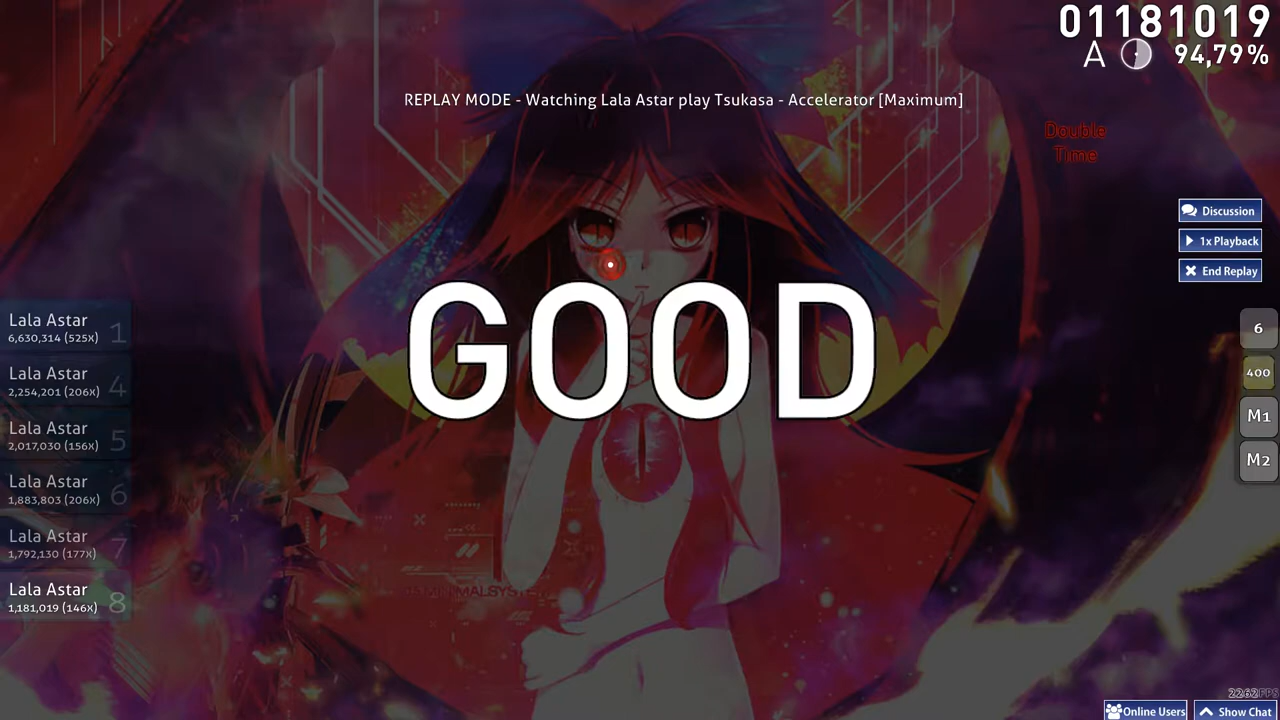 01181019
A 94,79%
REPLAY MODE - Watching Lala Astar play Tsukasa - Accelerator [Maximum]
Double
Time
Discussion
1x Playback
End Replay
GOOD
Lala Astar
6,630,314 (525x) 1
Lala Astar
2,254,201 (206x) 4
Lala Astar
2,017,030 (156x) 5
Lala Astar
1,883,803 (206x) 6
Lala Astar
1,792,130 (177x) 7
Lala Astar
1,181,019 (146x) 8
6
400
M1
M2
2262FPS
Online Users
Show Chat